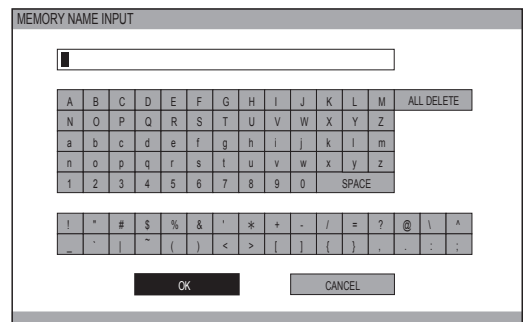 MEMORY NAME INPUT
A B C D E F G H I J K L M ALL DELETE
N O P Q R S T U V W X Y Z
a b c d e f g h i j k l m
n o p q r s t u v w x y z
1 2 3 4 5 6 7 8 9 0 SPACE
! " # $ % & ' * + - / = ? @ \ ^
_ ` | ~ ( ) < > [ ] { } , . : ;
OK CANCEL